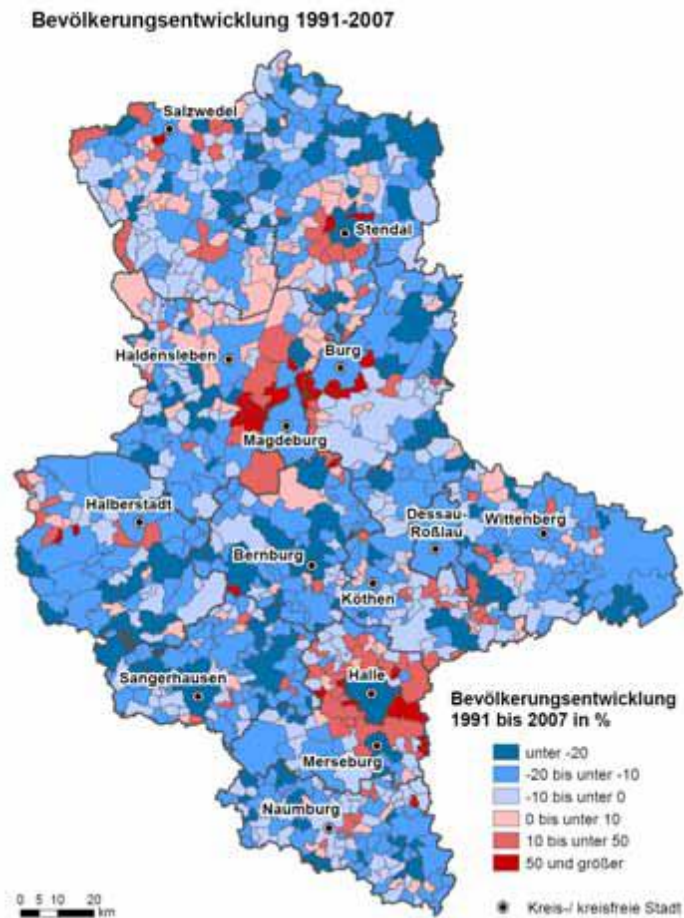 Bevölkerungsentwicklung 1991-2007
Salzwedel
Stendal
Haldensleben
Burg
Magdeburg
Halberstadt
Dessau-
Roßlau
Wittenberg
Bernburg
Köthen
Sangerhausen
Halle
Merseburg
Naumburg
Bevölkerungsentwicklung
1991 bis 2007 in %
unter -20
-20 bis unter -10
-10 bis unter 0
0 bis unter 10
10 bis unter 50
50 und größer
Kreis-/ kreisfreie Stadt
0 5 10 20
km